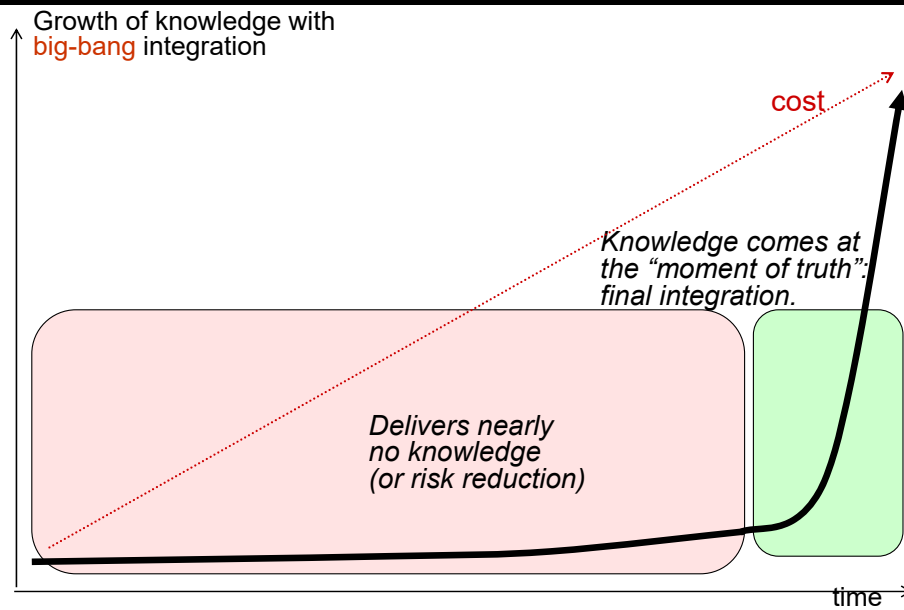 Growth of knowledge with
big-bang integration
cost
Knowledge comes at
the “moment of truth”:
final integration.
Delivers nearly
no knowledge
(or risk reduction)
time